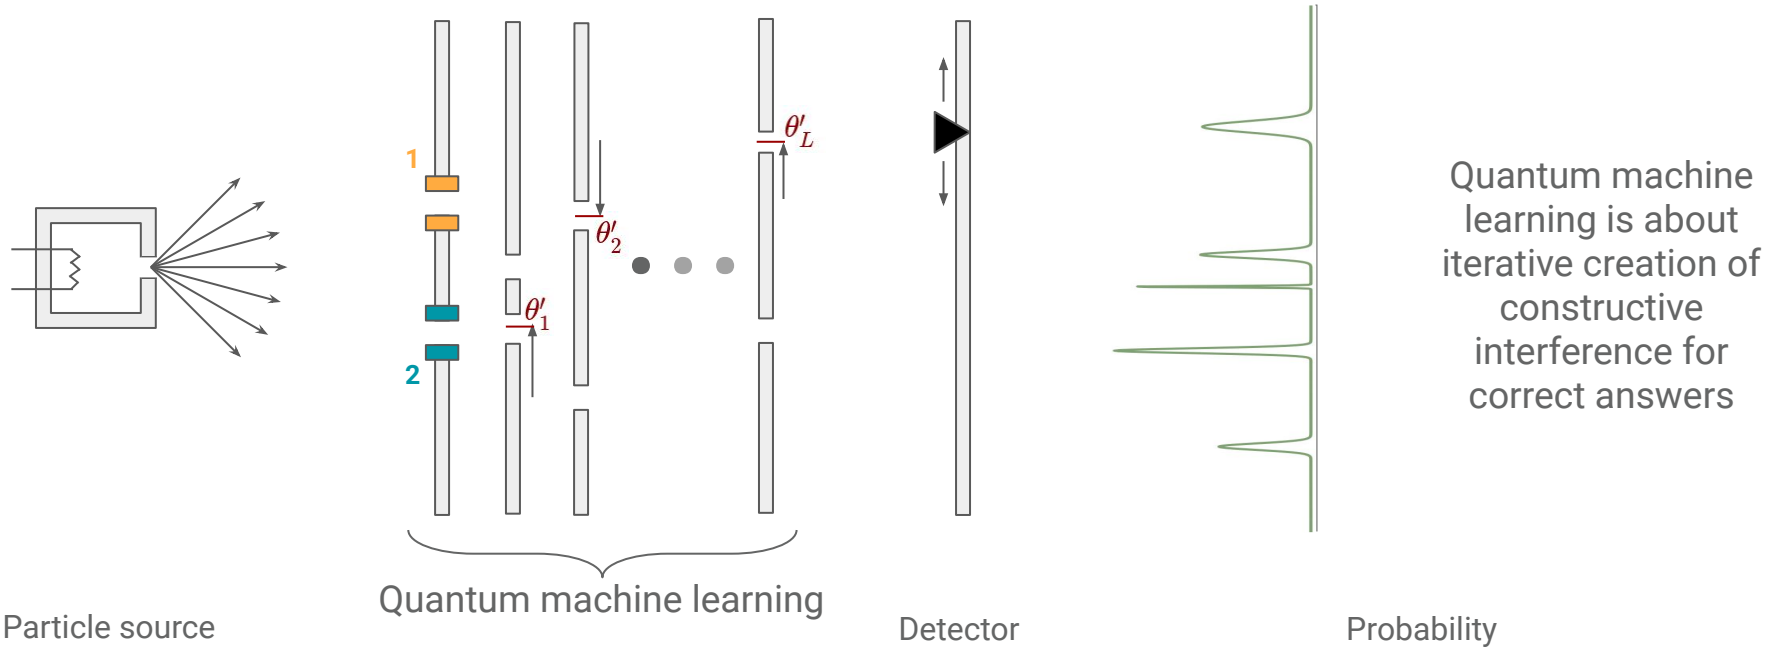 1
2
θ′1
θ′2
θ′L
Quantum machine
learning is about
iterative creation of
constructive
interference for
correct answers
Quantum machine learning
Particle source
Detector
Probability